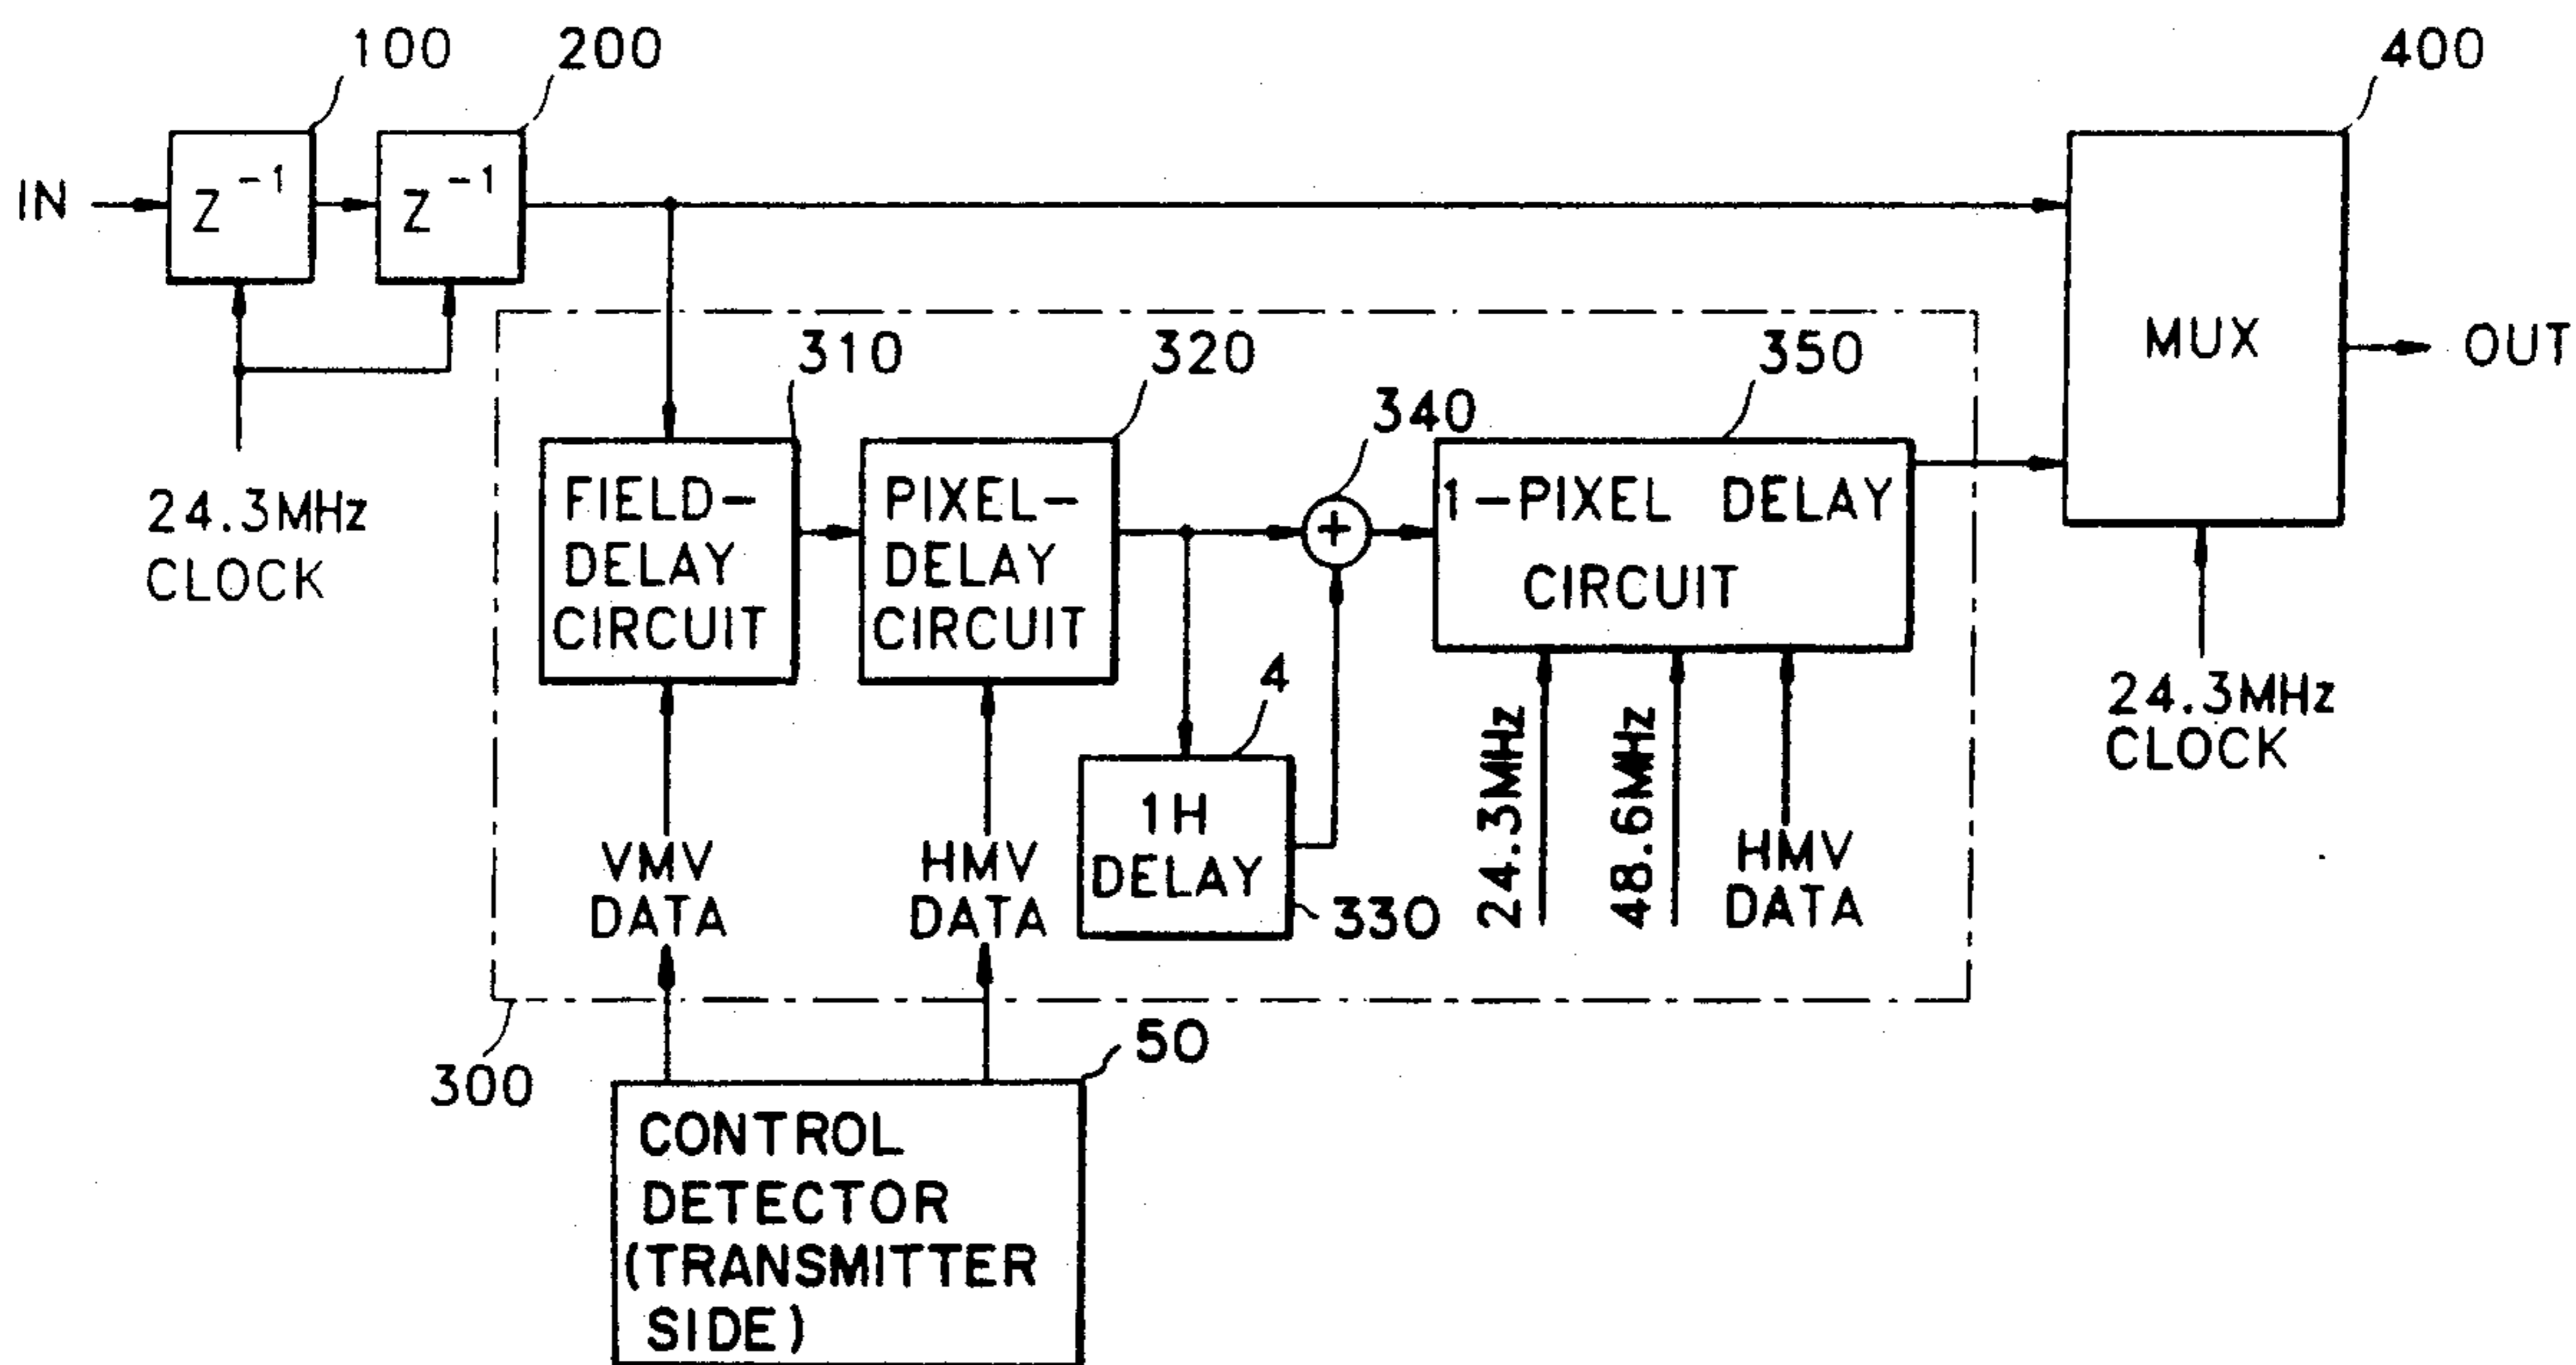 100
200
400
IN
Z -1
Z -1
MUX
OUT
24.3MHz
CLOCK
310
320
340
350
FIELD-
DELAY
CIRCUIT
PIXEL-
DELAY
CIRCUIT
+
1-PIXEL DELAY
CIRCUIT
4
1H
DELAY
330
24.3MHz
48.6MHz
HMV
DATA
24.3MHz
CLOCK
VMV
DATA
HMV
DATA
300
50
CONTROL
DETECTOR
(TRANSMITTER
SIDE)